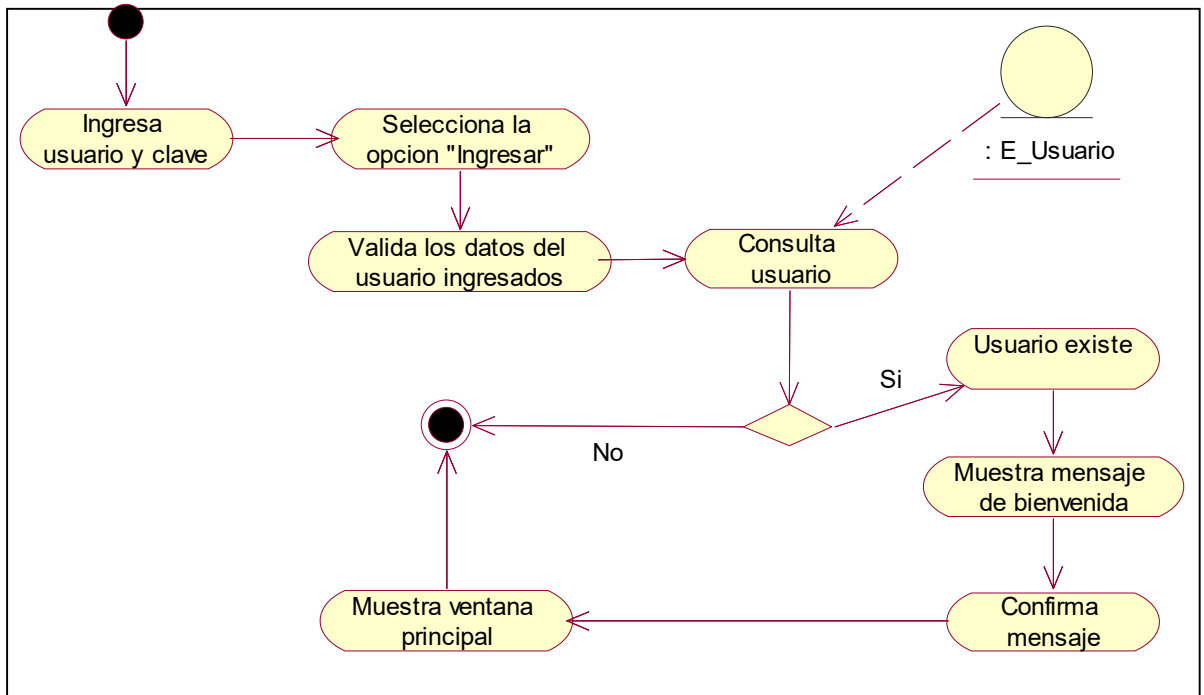 Ingresa
usuario y clave
Selecciona la
opcion "Ingresar"
: E_Usuario
Valida los datos del
usuario ingresados
Consulta
usuario
Usuario existe
Si
No
Muestra mensaje
de bienvenida
Confirma
mensaje
Muestra ventana
principal